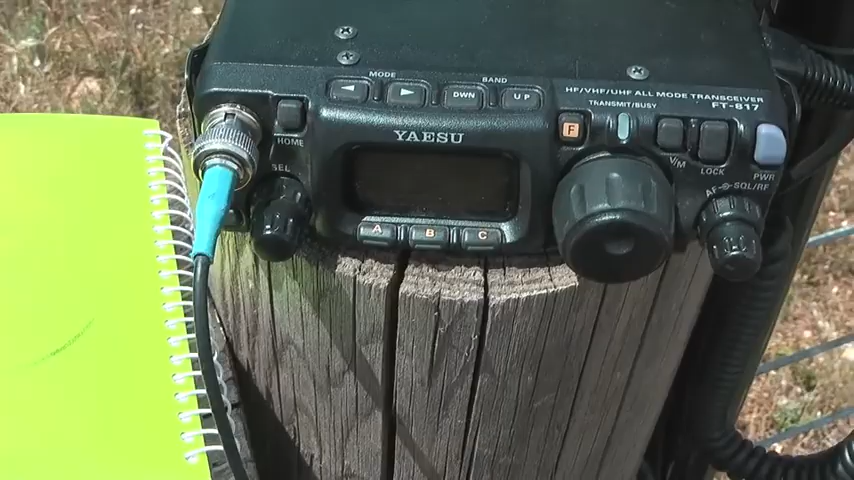 MODE
BAND
◀ ▶ DWN UP
HF/VHF/UHF ALL MODE TRANSCEIVER
TRANSMIT/BUSY FT-817
YAESU
F
HOME
V/M LOCK
SEL
PWR
AF-⊕-SQL/RF
A B C